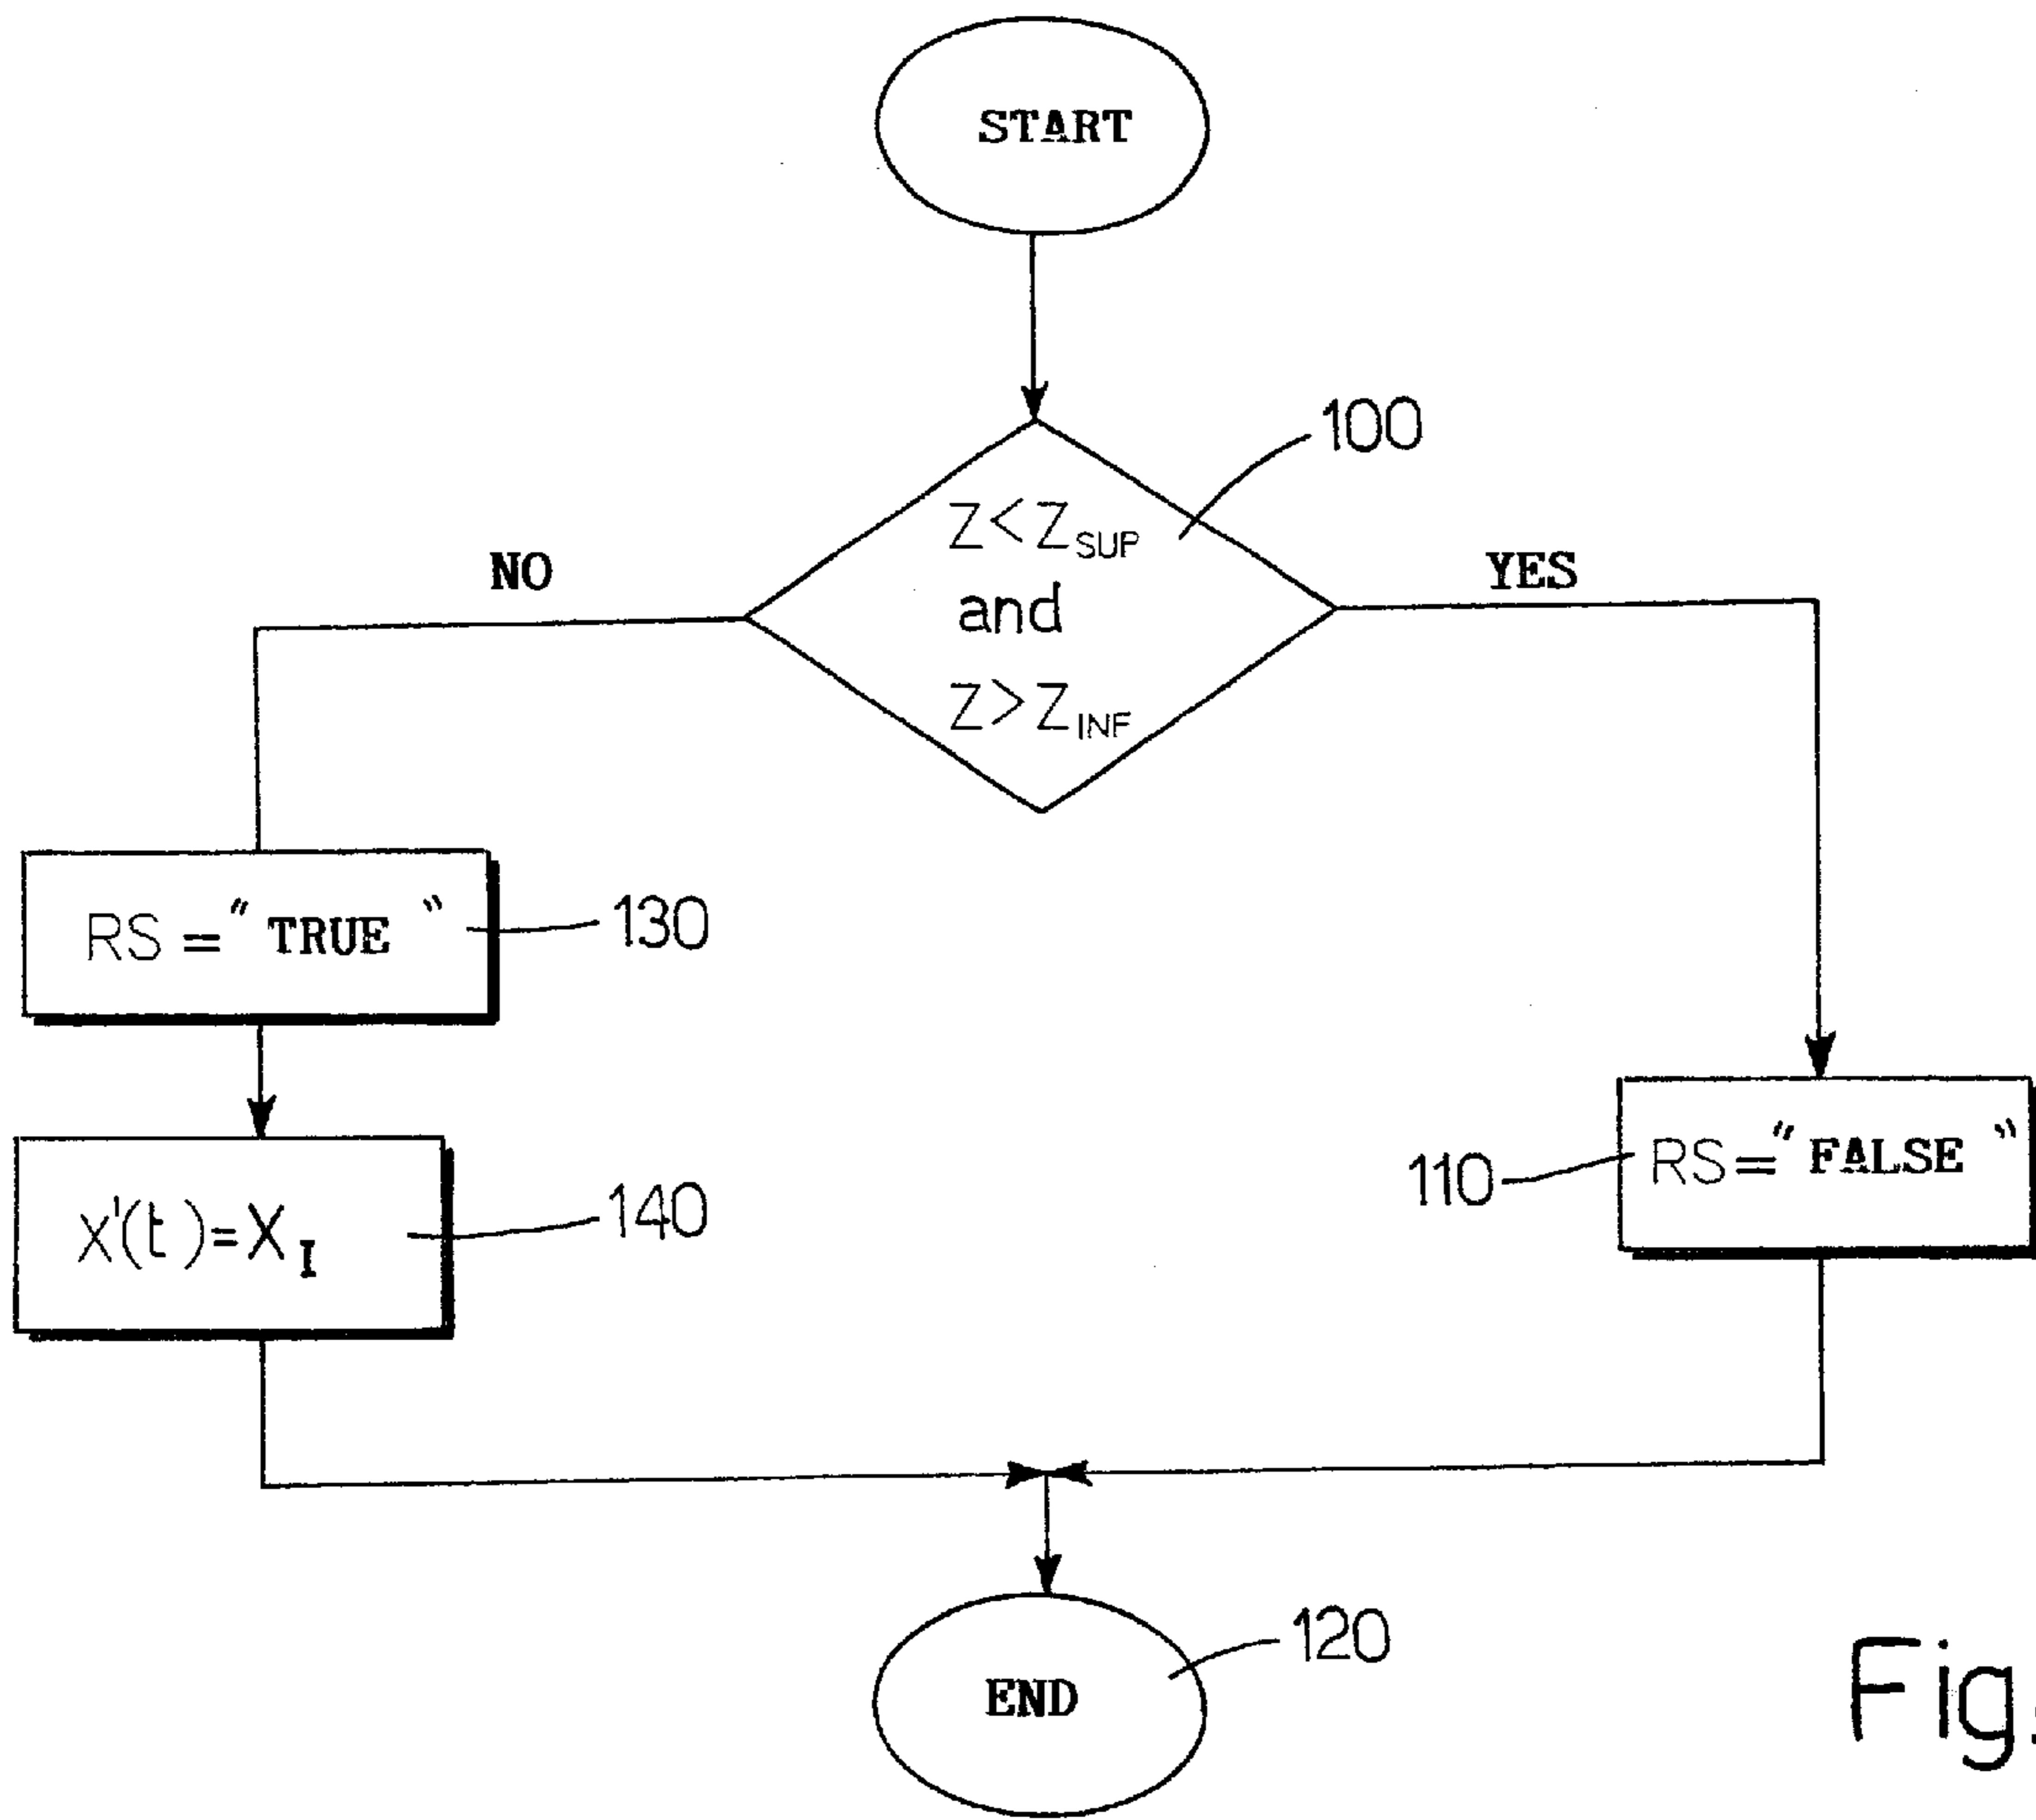 START
100
Z<Z_SUP
and
Z>Z_INF
NO
YES
RS = "TRUE"
130
x'(t)=X_I
140
110
RS="FALSE"
120
END
Fig.